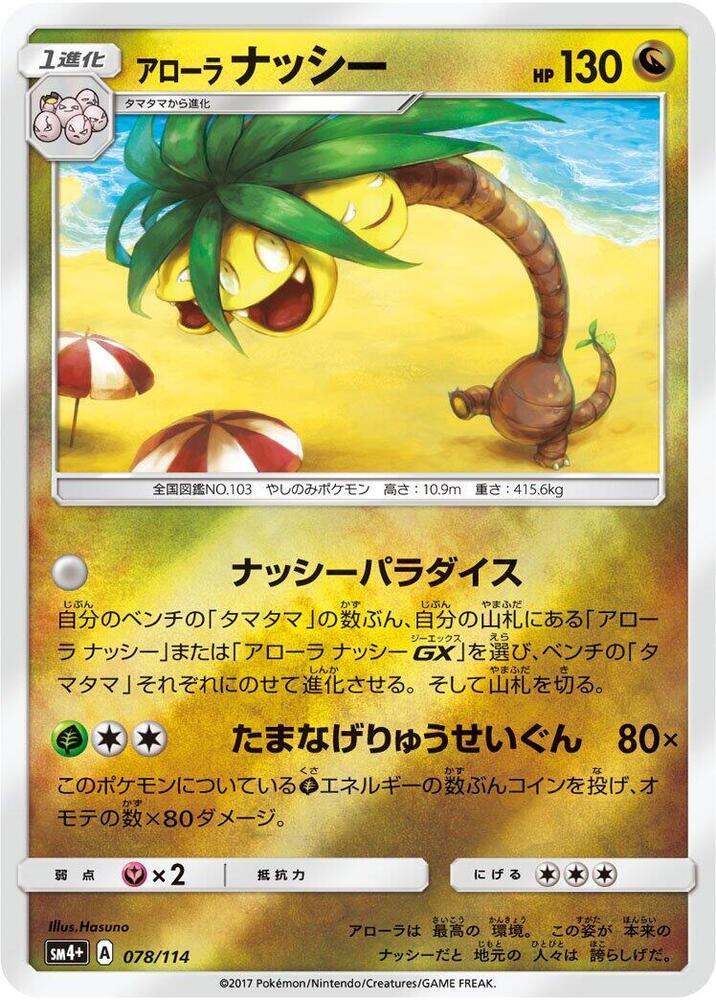 1進化
アローラ ナッシー HP 130
タマタマから進化
全国図鑑NO.103 やしのみポケモン 高さ：10.9m 重さ：415.6kg
ナッシーパラダイス
自分のベンチの「タマタマ」の数ぶん、自分の山札にある「アロー
ラ ナッシー」または「アローラ ナッシーGX」を選び、ベンチの「タ
マタマ」それぞれにのせて進化させる。そして山札を切る。
たまなげりゅうせいぐん 80×
このポケモンについているエネルギーの数ぶんコインを投げ、オ
モテの数×80ダメージ。
弱点 ×2 抵抗力 にげる
Illus.Hasuno
アローラは 最高の 環境。 この姿が 本来の
ナッシーだと 地元の 人々は 誇らしげだ。
SM4+ A 078/114
©2017 Pokémon/Nintendo/Creatures/GAME FREAK.